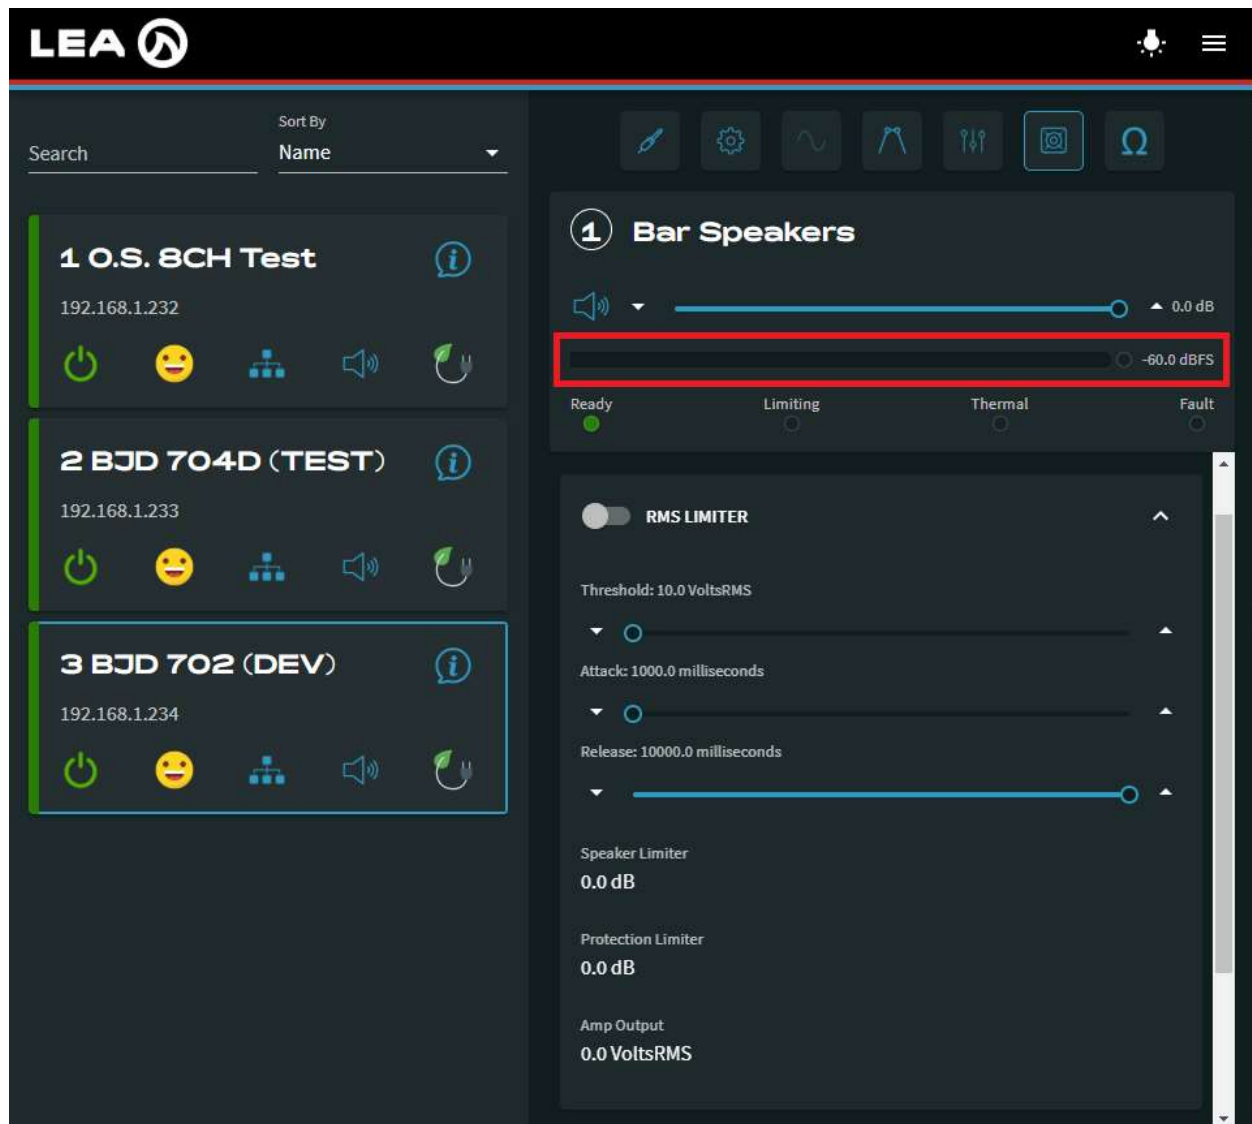 LEA
Search
Sort By
Name
1 O.S. 8CH Test
192.168.1.232
2 BJD 704D (TEST)
192.168.1.233
3 BJD 702 (DEV)
192.168.1.234
Ω
1 Bar Speakers
0.0 dB
-60.0 dBFS
Ready Limiting Thermal Fault
RMS LIMITER
Threshold: 10.0 VoltsRMS
Attack: 1000.0 milliseconds
Release: 10000.0 milliseconds
Speaker Limiter
0.0 dB
Protection Limiter
0.0 dB
Amp Output
0.0 VoltsRMS